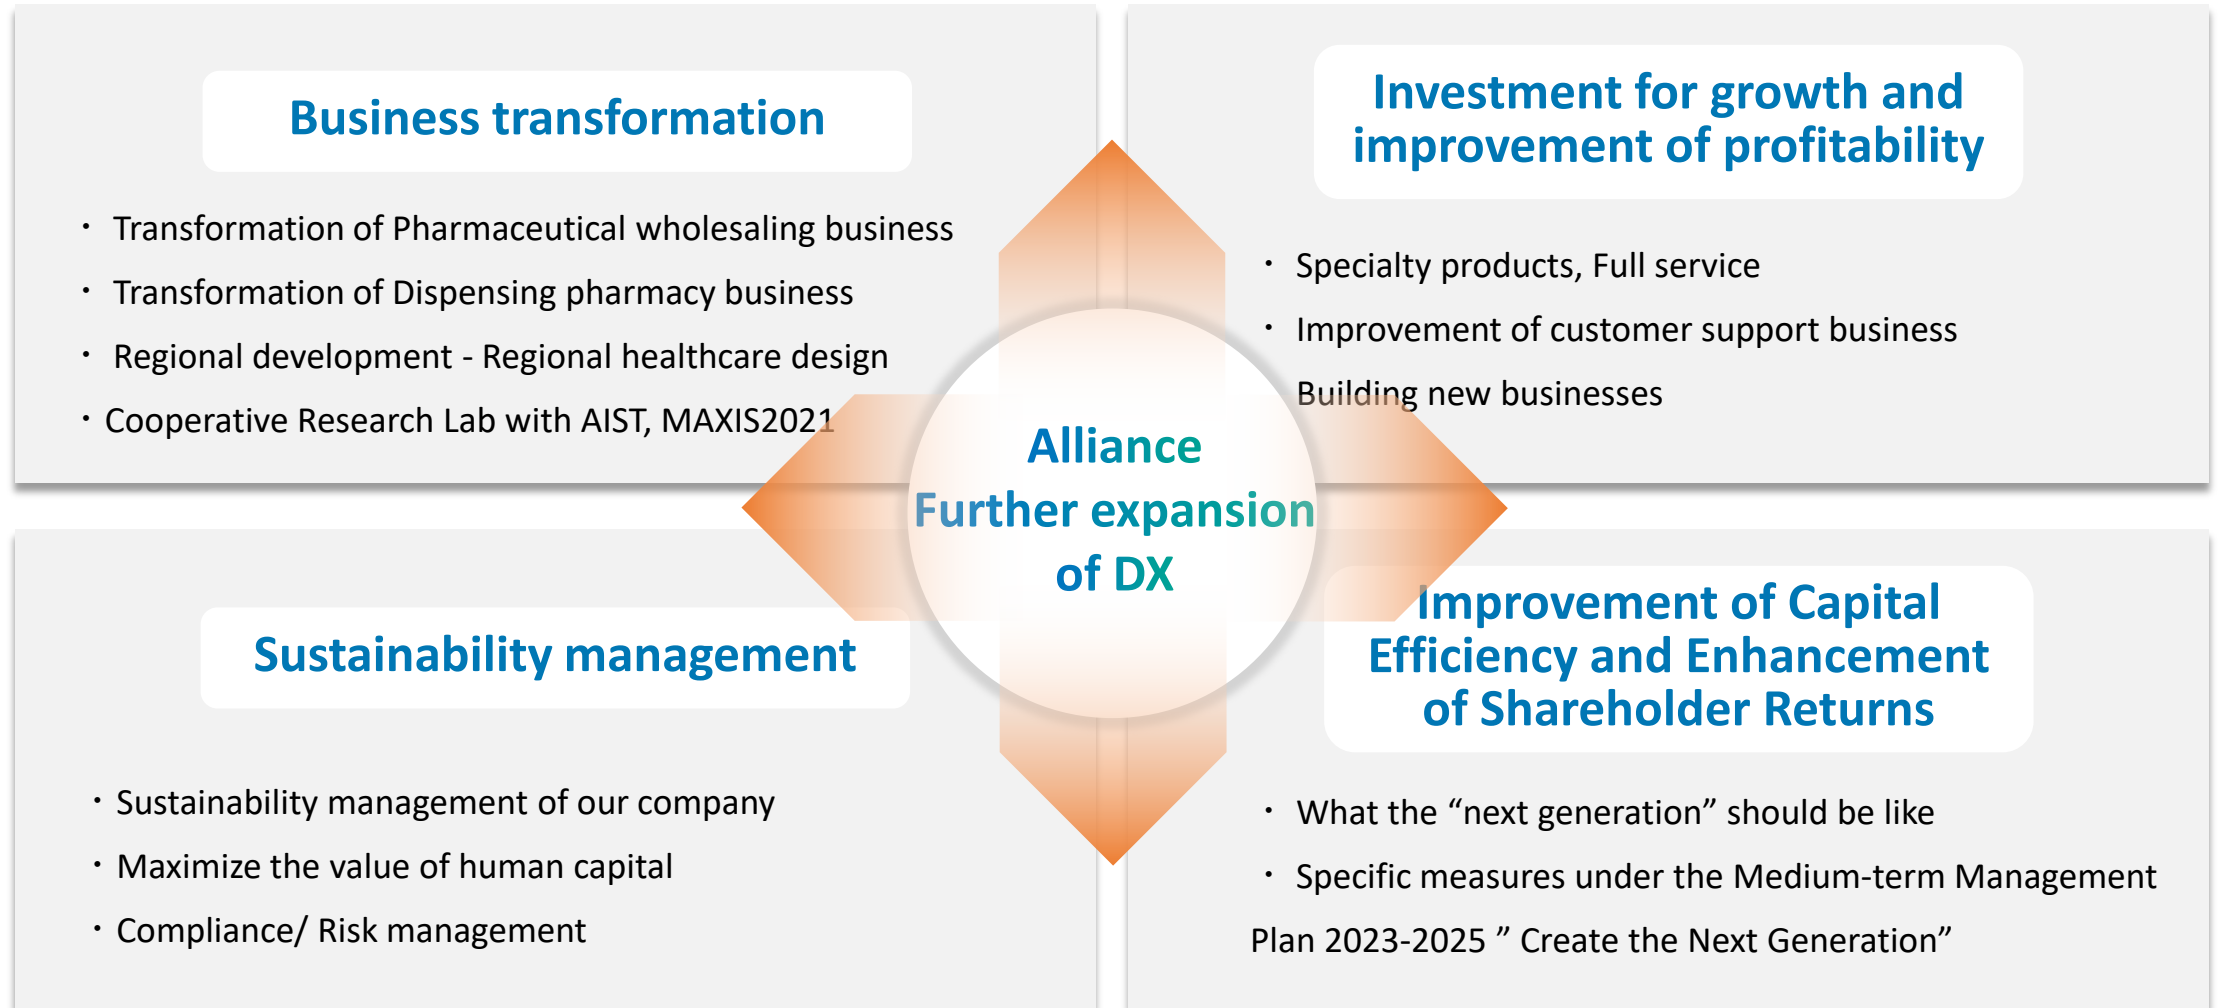 Business transformation
・ Transformation of Pharmaceutical wholesaling business
・ Transformation of Dispensing pharmacy business
・ Regional development - Regional healthcare design
・Cooperative Research Lab with AIST, MAXIS2021
Investment for growth and
improvement of profitability
・ Specialty products, Full service
・ Improvement of customer support business
Building new businesses
Alliance
Further expansion
of DX
Sustainability management
・Sustainability management of our company
・Maximize the value of human capital
・Compliance/ Risk management
Improvement of Capital
Efficiency and Enhancement
of Shareholder Returns
・ What the “next generation” should be like
・ Specific measures under the Medium-term Management
Plan 2023-2025 ” Create the Next Generation”